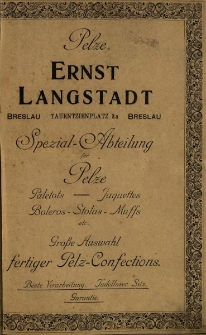 Pelze.
ERNST
LANGSTADT
BRESLAU TAUENTZIENPLATZ 3a BRESLAU
Spezial-Abteilung
für
Pelze
Paletots — Jaquettes
Boleros-Stolas-Muffs
etc.
Große Auswahl
fertiger Pelz-Confections.
Beste Verarbeitung. Tadelloser Sitz.
Garantie.